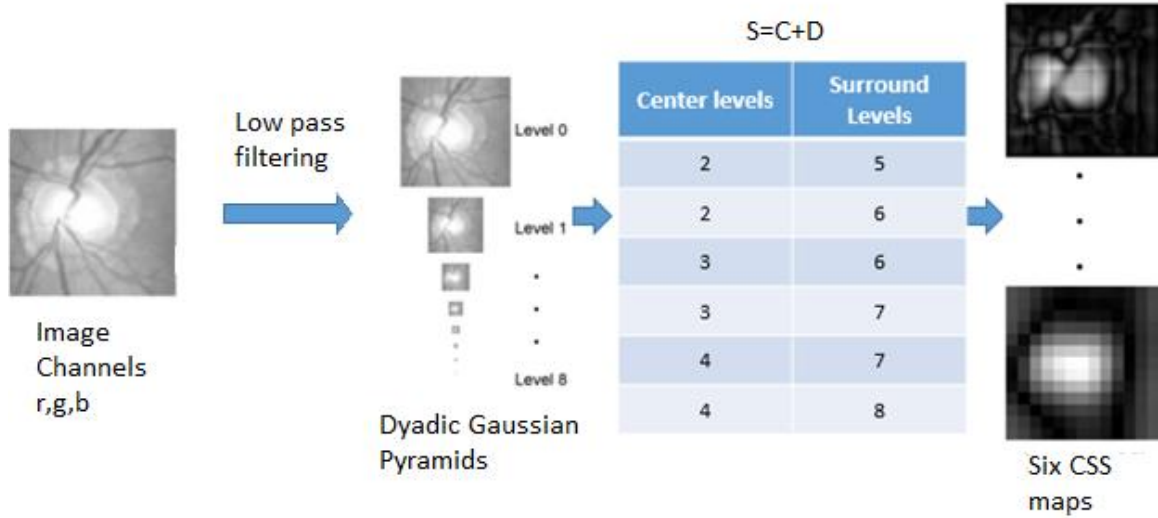 Image
Channels
r,g,b
Low pass
filtering
Level 0
Level 1
Level 8
Dyadic Gaussian
Pyramids
S=C+D
Center levels Surround Levels
2 5
2 6
3 6
3 7
4 7
4 8
Six CSS
maps